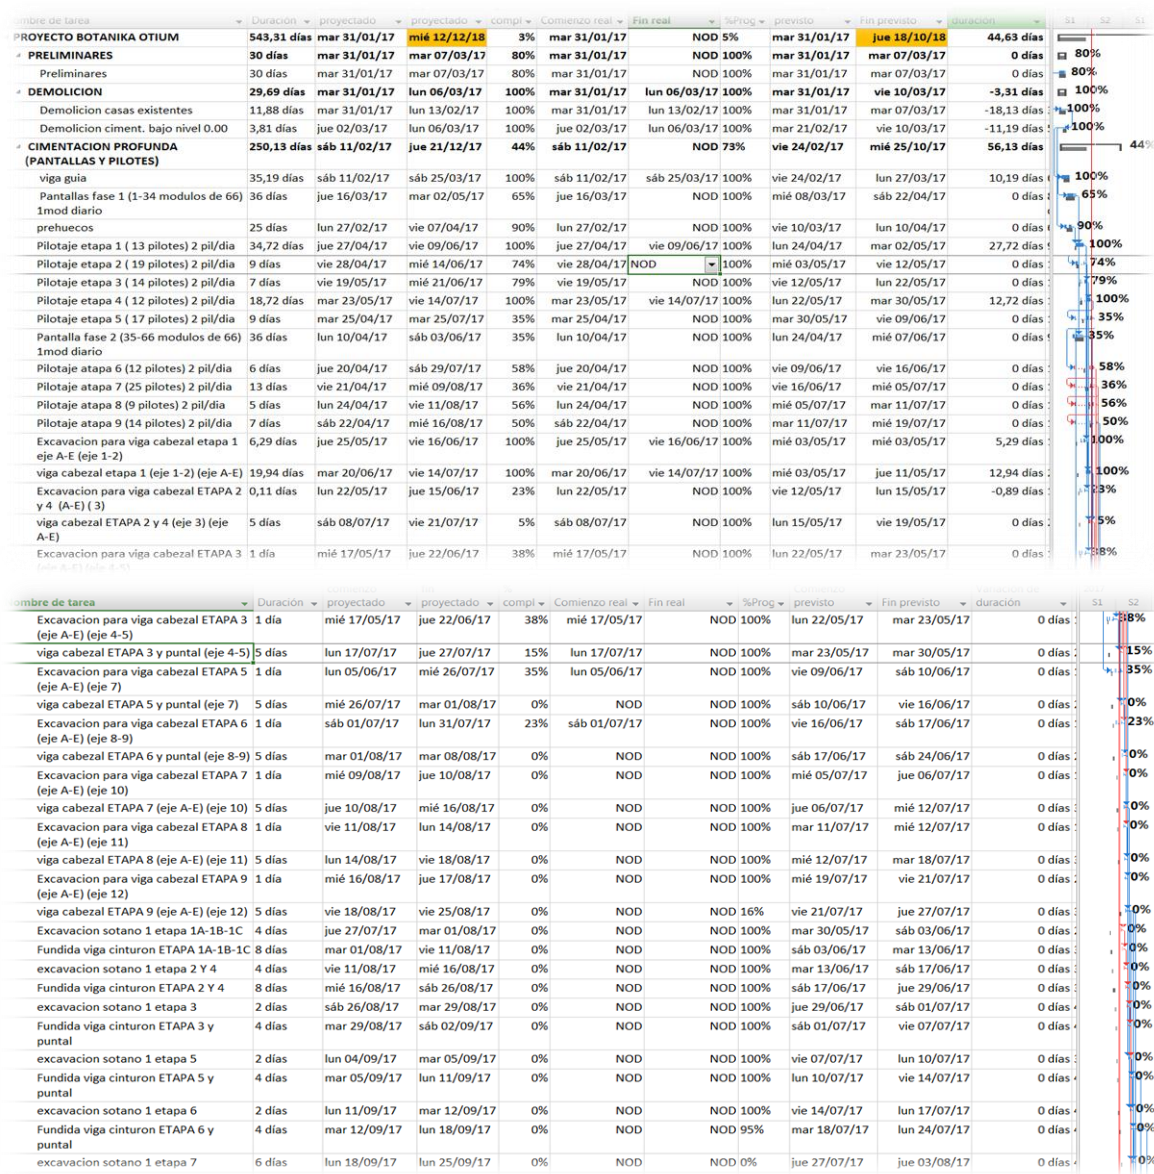 ombre de tarea Duración proyectado proyectado compl Comienzo real Fin real %Prog previsto Fin previsto duración S1 S2 S1
PROYECTO BOTANIKA OTIUM 543,31 días mar 31/01/17 mié 12/12/18 3% mar 31/01/17 NOD 5% mar 31/01/17 jue 18/10/18 44,63 días
PRELIMINARES 30 días mar 31/01/17 mar 07/03/17 80% mar 31/01/17 NOD 100% mar 31/01/17 mar 07/03/17 0 días 80%
Preliminares 30 días mar 31/01/17 mar 07/03/17 80% mar 31/01/17 NOD 100% mar 31/01/17 mar 07/03/17 0 días 80%
DEMOLICION 29,69 días mar 31/01/17 lun 06/03/17 100% mar 31/01/17 lun 06/03/17 100% mar 31/01/17 vie 10/03/17 -3,31 días 100%
Demolicion casas existentes 11,88 días mar 31/01/17 lun 13/02/17 100% mar 31/01/17 lun 13/02/17 100% mar 31/01/17 mar 07/03/17 -18,13 días 100%
Demolicion ciment. bajo nivel 0.00 3,81 días jue 02/03/17 lun 06/03/17 100% jue 02/03/17 lun 06/03/17 100% mar 21/02/17 vie 10/03/17 -11,19 días 100%
CIMENTACION PROFUNDA 250,13 días sáb 11/02/17 jue 21/12/17 44% sáb 11/02/17 NOD 73% vie 24/02/17 mié 25/10/17 56,13 días 44%
(PANTALLAS Y PILOTES)
viga guia 35,19 días sáb 11/02/17 sáb 25/03/17 100% sáb 11/02/17 sáb 25/03/17 100% vie 24/02/17 lun 27/03/17 10,19 días 100%
Pantallas fase 1 (1-34 modulos de 66) 36 días jue 16/03/17 mar 02/05/17 65% jue 16/03/17 NOD 100% mié 08/03/17 sáb 22/04/17 0 días 65%
1mod diario
prehuecos 25 días lun 27/02/17 vie 07/04/17 90% lun 27/02/17 NOD 100% vie 10/03/17 lun 10/04/17 0 días 90%
Pilotaje etapa 1 ( 13 pilotes) 2 pil/dia 34,72 días jue 27/04/17 vie 09/06/17 100% jue 27/04/17 vie 09/06/17 100% lun 24/04/17 mar 02/05/17 27,72 días 100%
Pilotaje etapa 2 ( 19 pilotes) 2 pil/dia 9 días vie 28/04/17 mié 14/06/17 74% vie 28/04/17 NOD 100% mié 03/05/17 vie 12/05/17 0 días 74%
Pilotaje etapa 3 ( 14 pilotes) 2 pil/dia 7 días vie 19/05/17 mié 21/06/17 79% vie 19/05/17 NOD 100% vie 12/05/17 lun 22/05/17 0 días 79%
Pilotaje etapa 4 ( 12 pilotes) 2 pil/dia 18,72 días mar 23/05/17 vie 14/07/17 100% mar 23/05/17 vie 14/07/17 100% lun 22/05/17 mar 30/05/17 12,72 días 100%
Pilotaje etapa 5 ( 17 pilotes) 2 pil/dia 9 días mar 25/04/17 mar 25/07/17 35% mar 25/04/17 NOD 100% mar 30/05/17 vie 09/06/17 0 días 35%
Pantalla fase 2 (35-66 modulos de 66) 36 días lun 10/04/17 sáb 03/06/17 35% lun 10/04/17 NOD 100% lun 24/04/17 mié 07/06/17 0 días 35%
1mod diario
Pilotaje atapa 6 (12 pilotes) 2 pil/dia 6 días jue 20/04/17 sáb 29/07/17 58% jue 20/04/17 NOD 100% vie 09/06/17 vie 16/06/17 0 días 58%
Pilotaje atapa 7 (25 pilotes) 2 pil/dia 13 días vie 21/04/17 mié 09/08/17 36% vie 21/04/17 NOD 100% vie 16/06/17 mié 05/07/17 0 días 36%
Pilotaje atapa 8 (9 pilotes) 2 pil/dia 5 días lun 24/04/17 vie 11/08/17 56% lun 24/04/17 NOD 100% mié 05/07/17 mar 11/07/17 0 días 56%
Pilotaje atapa 9 (14 pilotes) 2 pil/dia 7 días sáb 22/04/17 mié 16/08/17 50% sáb 22/04/17 NOD 100% mar 11/07/17 mié 19/07/17 0 días 50%
Excavacion para viga cabezal etapa 1 6,29 días jue 25/05/17 vie 16/06/17 100% jue 25/05/17 vie 16/06/17 100% mié 03/05/17 mié 03/05/17 5,29 días 100%
eje A-E (eje 1-2)
viga cabezal etapa 1 (eje 1-2) (eje A-E) 19,94 días mar 20/06/17 vie 14/07/17 100% mar 20/06/17 vie 14/07/17 100% mié 03/05/17 jue 11/05/17 12,94 días 100%
Excavacion para viga cabezal ETAPA 2 0,11 días lun 22/05/17 jue 15/06/17 23% lun 22/05/17 NOD 100% vie 12/05/17 lun 15/05/17 -0,89 días 3%
y 4 (A-E) ( 3)
viga cabezal ETAPA 2 y 4 (eje 3) (eje 5 días sáb 08/07/17 vie 21/07/17 5% sáb 08/07/17 NOD 100% lun 15/05/17 vie 19/05/17 0 días 5%
A-E)
Excavacion para viga cabezal ETAPA 3 1 día mié 17/05/17 jue 22/06/17 38% mié 17/05/17 NOD 100% lun 22/05/17 mar 23/05/17 0 días 38%
ombre de tarea Duración proyectado proyectado compl Comienzo real Fin real %Prog previsto Fin previsto duración S1 S2
Excavacion para viga cabezal ETAPA 3 1 día mié 17/05/17 jue 22/06/17 38% mié 17/05/17 NOD 100% lun 22/05/17 mar 23/05/17 0 días 38%
(eje A-E) (eje 4-5)
viga cabezal ETAPA 3 y puntal (eje 4-5) 5 días lun 17/07/17 jue 27/07/17 15% lun 17/07/17 NOD 100% mar 23/05/17 mar 30/05/17 0 días 15%
Excavacion para viga cabezal ETAPA 5 1 día lun 05/06/17 mié 26/07/17 35% lun 05/06/17 NOD 100% vie 09/06/17 sáb 10/06/17 0 días 35%
(eje A-E) (eje 7)
viga cabezal ETAPA 5 y puntal (eje 7) 5 días mié 26/07/17 mar 01/08/17 0% NOD NOD 100% sáb 10/06/17 vie 16/06/17 0 días 0%
Excavacion para viga cabezal ETAPA 6 1 día sáb 01/07/17 lun 31/07/17 23% sáb 01/07/17 NOD 100% vie 16/06/17 sáb 17/06/17 0 días 23%
(eje A-E) (eje 8-9)
viga cabezal ETAPA 6 y puntal (eje 8-9) 5 días mar 01/08/17 mar 08/08/17 0% NOD NOD 100% sáb 17/06/17 sáb 24/06/17 0 días 0%
Excavacion para viga cabezal ETAPA 7 1 día mié 09/08/17 jue 10/08/17 0% NOD NOD 100% mié 05/07/17 jue 06/07/17 0 días 0%
(eje A-E) (eje 10)
viga cabezal ETAPA 7 (eje A-E) (eje 10) 5 días jue 10/08/17 mié 16/08/17 0% NOD NOD 100% jue 06/07/17 mié 12/07/17 0 días 0%
Excavacion para viga cabezal ETAPA 8 1 día vie 11/08/17 lun 14/08/17 0% NOD NOD 100% mar 11/07/17 mié 12/07/17 0 días 0%
(eje A-E) (eje 11)
viga cabezal ETAPA 8 (eje A-E) (eje 11) 5 días lun 14/08/17 vie 18/08/17 0% NOD NOD 100% mié 12/07/17 mar 18/07/17 0 días 0%
Excavacion para viga cabezal ETAPA 9 1 día mié 16/08/17 jue 17/08/17 0% NOD NOD 100% mié 19/07/17 vie 21/07/17 0 días 0%
(eje A-E) (eje 12)
viga cabezal ETAPA 9 (eje A-E) (eje 12) 5 días vie 18/08/17 vie 25/08/17 0% NOD NOD 16% vie 21/07/17 jue 27/07/17 0 días 0%
Excavacion sotano 1 etapa 1A-1B-1C 4 días jue 27/07/17 mar 01/08/17 0% NOD NOD 100% mar 30/05/17 sáb 03/06/17 0 días 0%
Fundida viga cinturon ETAPA 1A-1B-1C 8 días mar 01/08/17 vie 11/08/17 0% NOD NOD 100% sáb 03/06/17 mar 13/06/17 0 días 0%
excavacion sotano 1 etapa 2 Y 4 4 días vie 11/08/17 mié 16/08/17 0% NOD NOD 100% mar 13/06/17 sáb 17/06/17 0 días 0%
Fundida viga cinturon ETAPA 2 Y 4 8 días mié 16/08/17 sáb 26/08/17 0% NOD NOD 100% sáb 17/06/17 jue 29/06/17 0 días 0%
excavacion sotano 1 etapa 3 2 días sáb 26/08/17 mar 29/08/17 0% NOD NOD 100% jue 29/06/17 sáb 01/07/17 0 días 0%
Fundida viga cinturon ETAPA 3 y 4 días mar 29/08/17 sáb 02/09/17 0% NOD NOD 100% sáb 01/07/17 vie 07/07/17 0 días 0%
puntal
excavacion sotano 1 etapa 5 2 días lun 04/09/17 mar 05/09/17 0% NOD NOD 100% vie 07/07/17 lun 10/07/17 0 días 0%
Fundida viga cinturon ETAPA 5 y 4 días mar 05/09/17 lun 11/09/17 0% NOD NOD 100% lun 10/07/17 vie 14/07/17 0 días 0%
puntal
excavacion sotano 1 etapa 6 2 días lun 11/09/17 mar 12/09/17 0% NOD NOD 100% vie 14/07/17 lun 17/07/17 0 días 0%
Fundida viga cinturon ETAPA 6 y 4 días mar 12/09/17 lun 18/09/17 0% NOD NOD 95% mar 18/07/17 lun 24/07/17 0 días 0%
puntal
excavacion sotano 1 etapa 7 6 días lun 18/09/17 lun 25/09/17 0% NOD NOD 0% jue 27/07/17 jue 03/08/17 0 días 0%